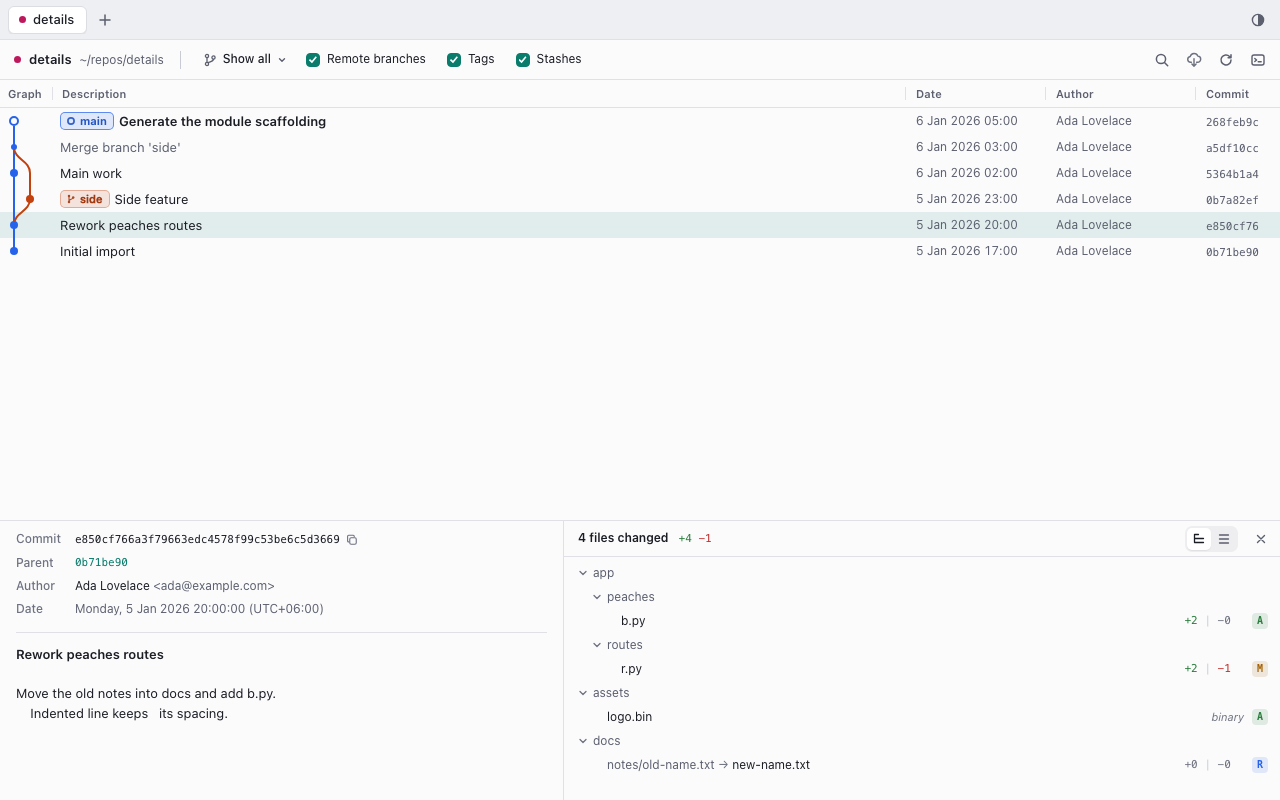 details
details ~/repos/details Show all Remote branches Tags Stashes
Graph Description Date Author Commit
main Generate the module scaffolding 6 Jan 2026 05:00 Ada Lovelace 268feb9c
Merge branch 'side' 6 Jan 2026 03:00 Ada Lovelace a5df10cc
Main work 6 Jan 2026 02:00 Ada Lovelace 5364b1a4
side Side feature 5 Jan 2026 23:00 Ada Lovelace 0b7a82ef
Rework peaches routes 5 Jan 2026 20:00 Ada Lovelace e850cf76
Initial import 5 Jan 2026 17:00 Ada Lovelace 0b71be90
Commit e850cf766a3f79663edc4578f99c53be6c5d3669
Parent 0b71be90
Author Ada Lovelace <ada@example.com>
Date Monday, 5 Jan 2026 20:00:00 (UTC+06:00)
Rework peaches routes
Move the old notes into docs and add b.py.
    Indented line keeps   its spacing.
4 files changed +4 −1
app
peaches
b.py +2 | −0 A
routes
r.py +2 | −1 M
assets
logo.bin binary A
docs
notes/old-name.txt → new-name.txt +0 | −0 R